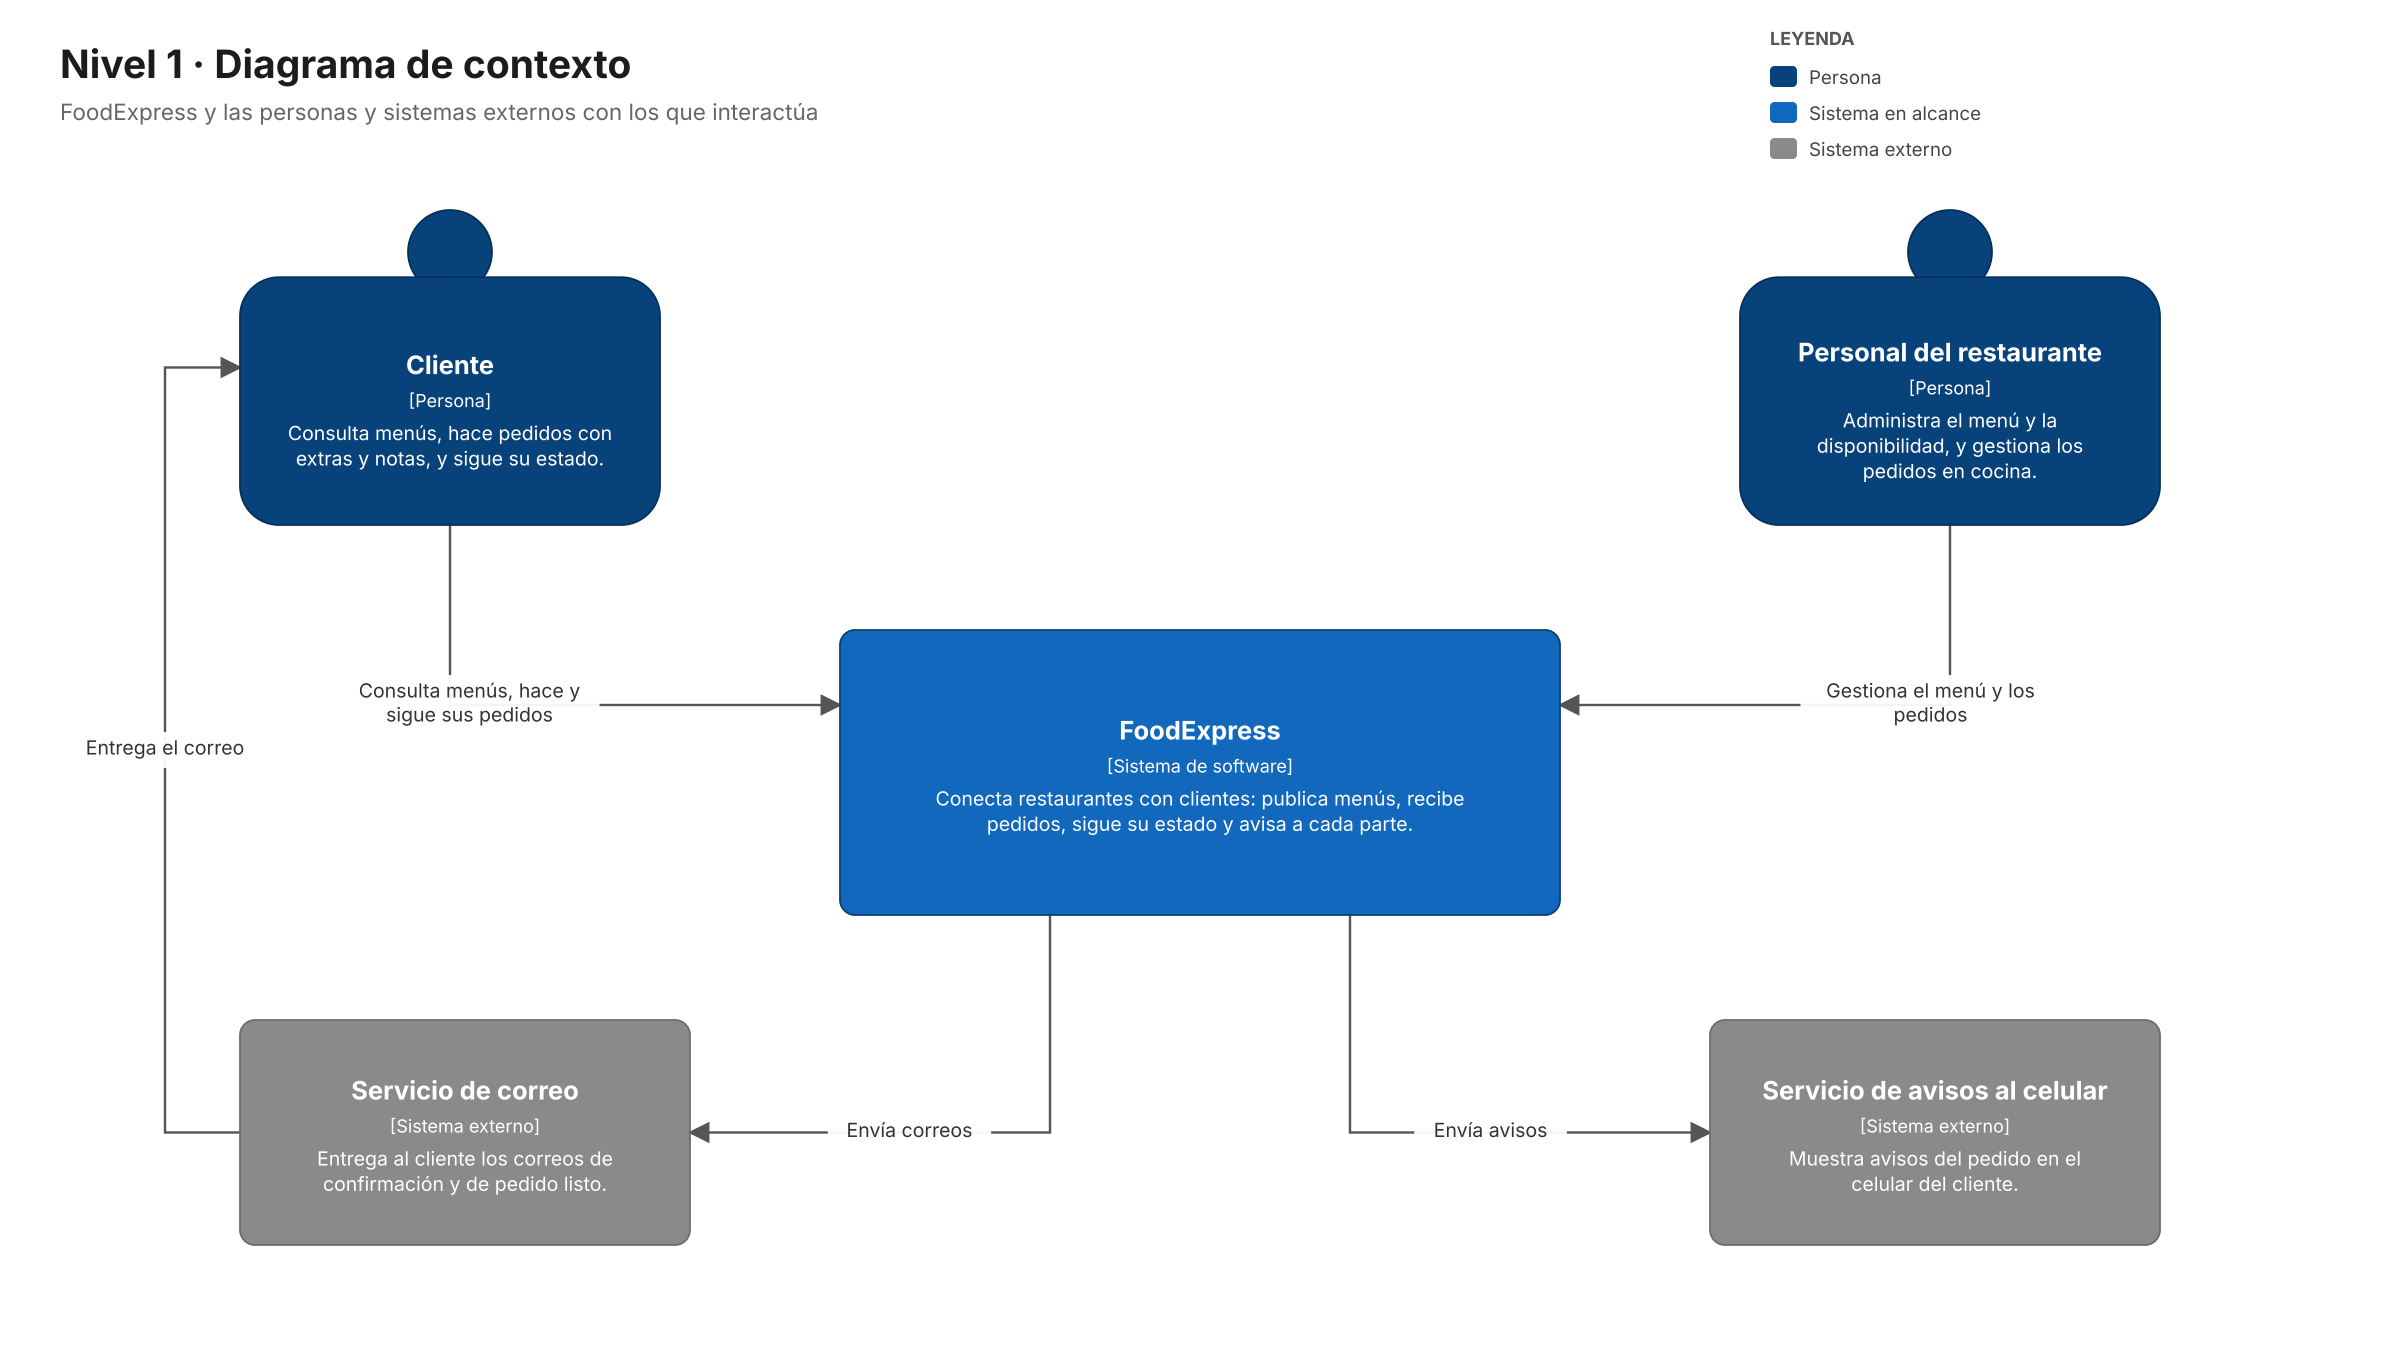 Nivel 1 · Diagrama de contexto
FoodExpress y las personas y sistemas externos con los que interactúa
LEYENDA
Persona
Sistema en alcance
Sistema externo
Cliente
[Persona]
Consulta menús, hace pedidos con
extras y notas, y sigue su estado.
Personal del restaurante
[Persona]
Administra el menú y la
disponibilidad, y gestiona los
pedidos en cocina.
Consulta menús, hace y
sigue sus pedidos
Gestiona el menú y los
pedidos
Entrega el correo
FoodExpress
[Sistema de software]
Conecta restaurantes con clientes: publica menús, recibe
pedidos, sigue su estado y avisa a cada parte.
Servicio de correo
[Sistema externo]
Entrega al cliente los correos de
confirmación y de pedido listo.
Envía correos
Envía avisos
Servicio de avisos al celular
[Sistema externo]
Muestra avisos del pedido en el
celular del cliente.